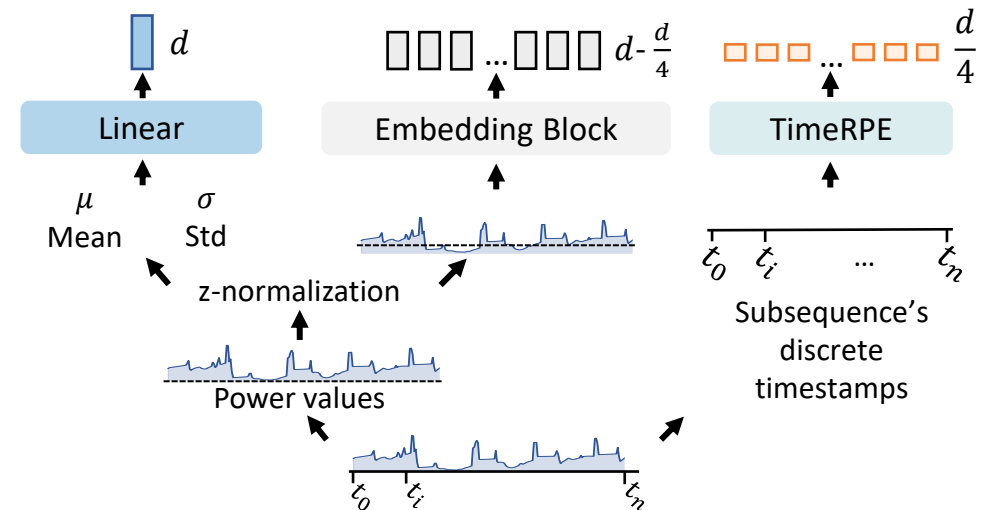 d
... d-d/4
... d/4
Linear
Embedding Block
TimeRPE
μ
Mean
σ
Std
t0 ti ... tn
z-normalization
Subsequence's
discrete
timestamps
Power values
t0 ti tn